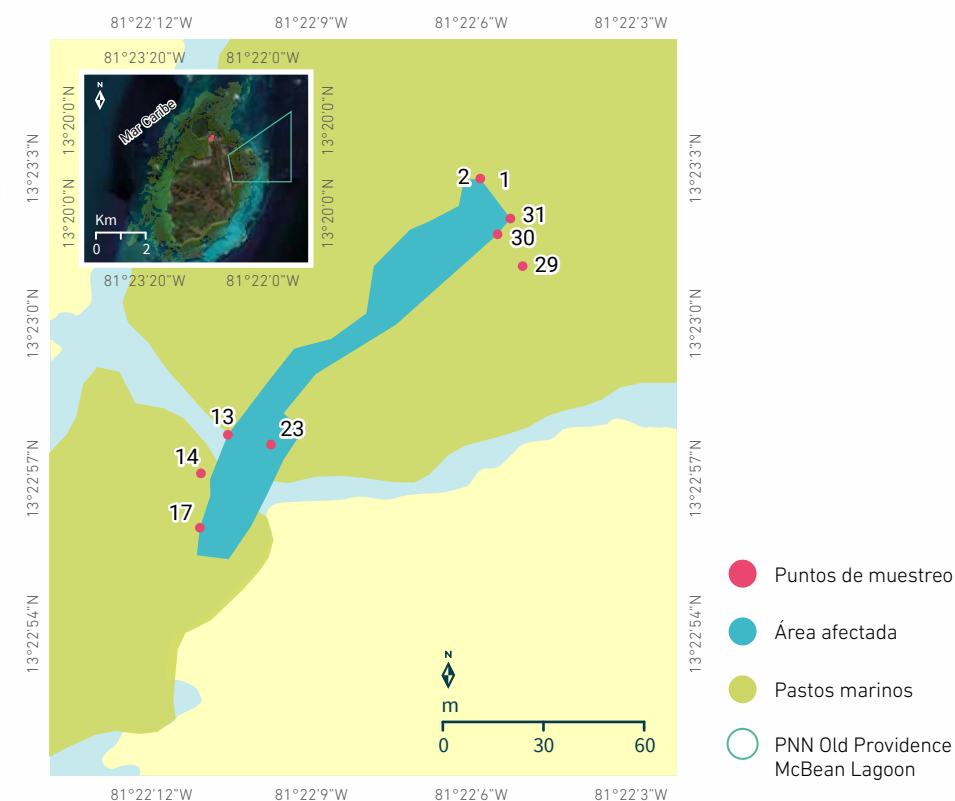 81°22'12"W 81°22'9"W 81°22'6"W 81°22'3"W
81°23'20"W 81°22'0"W
13°20'0"N
13°20'0"N
N
Mar Caribe
Km
0 2
13°20'0"N
13°20'0"N
81°23'20"W 81°22'0"W
13°23'3"N
13°23'0"N
13°22'57"N
13°22'54"N
13°23'3"N
13°23'0"N
13°22'57"N
13°22'54"N
2 1
31
30
29
13
23
14
17
N
m
0 30 60
81°22'12"W 81°22'9"W 81°22'6"W 81°22'3"W
Puntos de muestreo
Área afectada
Pastos marinos
PNN Old Providence
McBean Lagoon